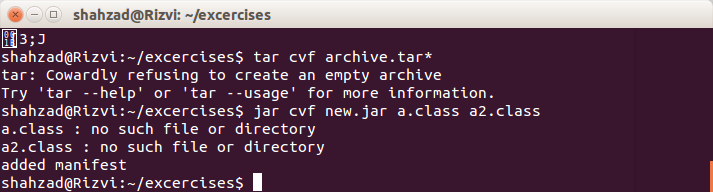 shahzad@Rizvi: ~/excercises
3;J
shahzad@Rizvi:~/excercises$ tar cvf archive.tar*
tar: Cowardly refusing to create an empty archive
Try 'tar --help' or 'tar --usage' for more information.
shahzad@Rizvi:~/excercises$ jar cvf new.jar a.class a2.class
a.class : no such file or directory
a2.class : no such file or directory
added manifest
shahzad@Rizvi:~/excercises$